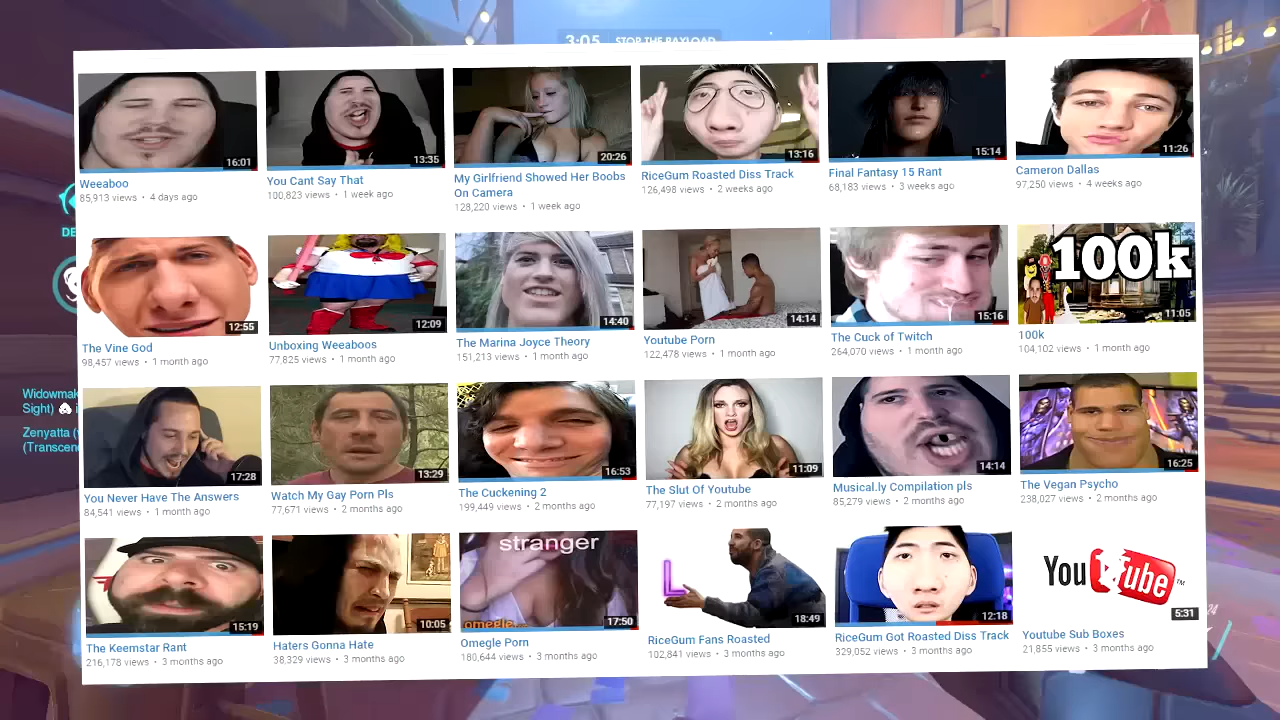 3:05 STOP THE PAYLOAD
16:01
13:35
20:26
13:16
15:14
11:26
Weeaboo
85,913 views • 4 days ago
You Cant Say That
100,823 views • 1 week ago
My Girlfriend Showed Her Boobs
On Camera
128,220 views • 1 week ago
RiceGum Roasted Diss Track
126,498 views • 2 weeks ago
Final Fantasy 15 Rant
68,183 views • 3 weeks ago
Cameron Dallas
97,250 views • 4 weeks ago
100k
12:55
12:09
14:40
14:14
15:16
11:05
The Vine God
98,457 views • 1 month ago
Unboxing Weeaboos
77,825 views • 1 month ago
The Marina Joyce Theory
151,213 views • 1 month ago
Youtube Porn
122,478 views • 1 month ago
The Cuck of Twitch
264,070 views • 1 month ago
100k
104,102 views • 1 month ago
Widowmak
Sight)
Zenyatta
(Transcen
17:28
13:29
16:53
11:09
14:14
16:25
You Never Have The Answers
84,541 views • 1 month ago
Watch My Gay Porn Pls
77,671 views • 2 months ago
The Cuckening 2
199,449 views • 2 months ago
The Slut Of Youtube
77,197 views • 2 months ago
Musical.ly Compilation pls
85,279 views • 2 months ago
The Vegan Psycho
238,027 views • 2 months ago
stranger
omegle
L
YouTube
TM
15:19
10:05
17:50
18:49
12:18
5:31
The Keemstar Rant
216,178 views • 3 months ago
Haters Gonna Hate
38,329 views • 3 months ago
Omegle Porn
180,644 views • 3 months ago
RiceGum Fans Roasted
102,841 views • 3 months ago
RiceGum Got Roasted Diss Track
329,052 views • 3 months ago
Youtube Sub Boxes
21,855 views • 3 months ago
24